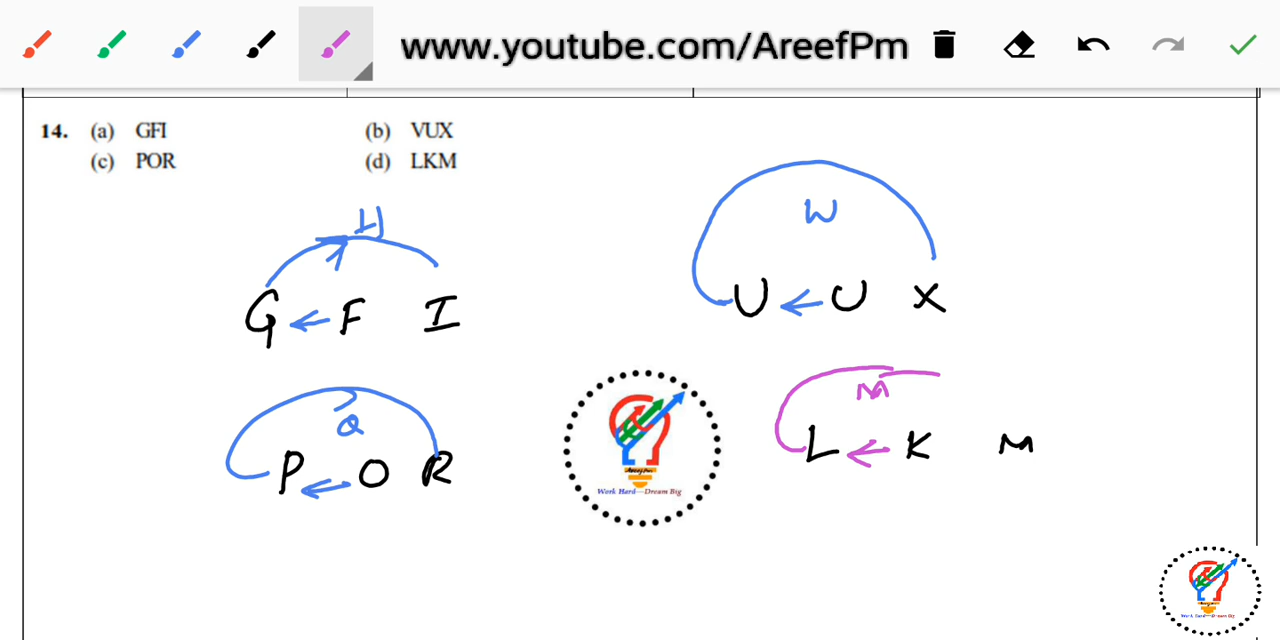 www.youtube.com/AreefPm
14. (a) GFI (b) VUX
(c) POR (d) LKM
H
W
G F I
U U X
M
Q
L K M
P O R
Work Hard---Dream Big